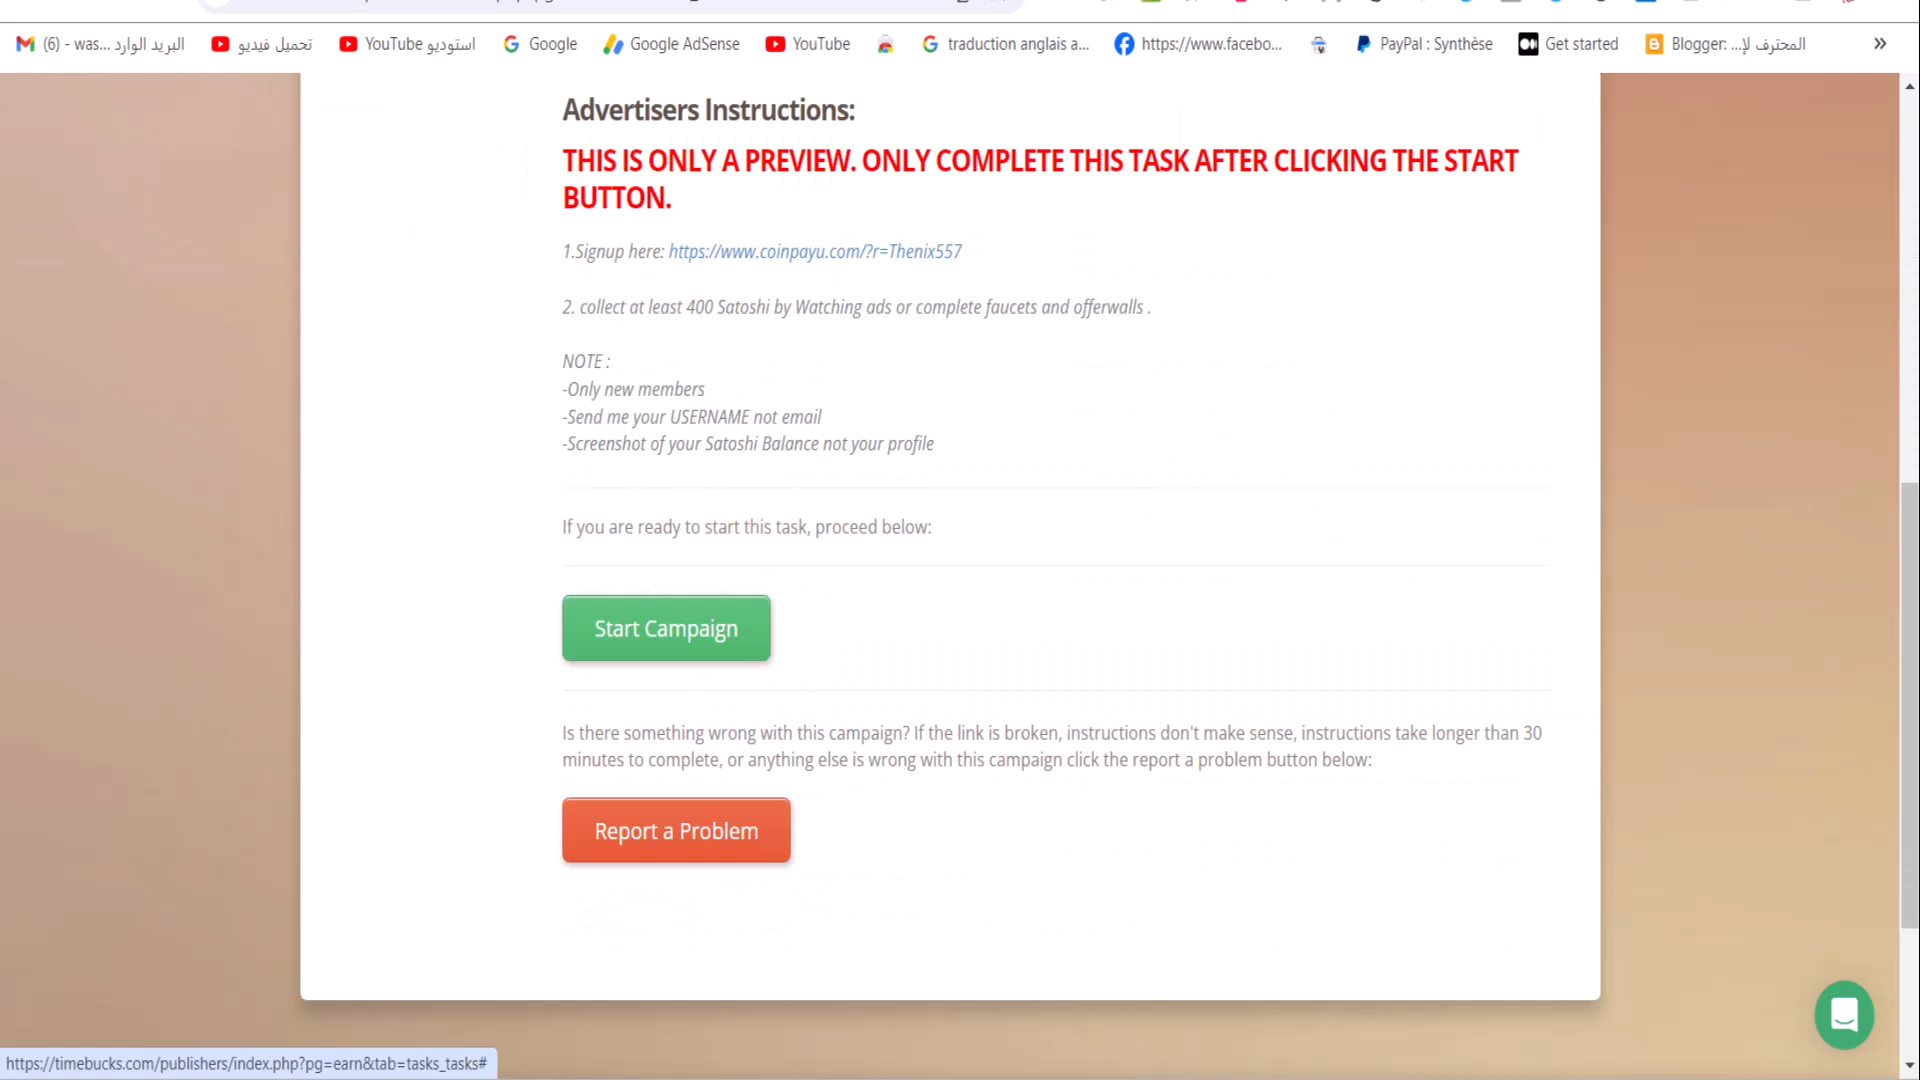 (6) - was... البريد الوارد
تحميل فيديو
استوديو YouTube
Google
Google AdSense
YouTube
traduction anglais a...
https://www.facebo...
PayPal : Synthèse
Get started
Blogger: ...المحترف لإ
»
Advertisers Instructions:
THIS IS ONLY A PREVIEW. ONLY COMPLETE THIS TASK AFTER CLICKING THE START
BUTTON.
1.Signup here: https://www.coinpayu.com/?r=Thenix557
2. collect at least 400 Satoshi by Watching ads or complete faucets and offerwalls .
NOTE :
-Only new members
-Send me your USERNAME not email
-Screenshot of your Satoshi Balance not your profile
If you are ready to start this task, proceed below:
Start Campaign
Is there something wrong with this campaign? If the link is broken, instructions don't make sense, instructions take longer than 30
minutes to complete, or anything else is wrong with this campaign click the report a problem button below:
Report a Problem
https://timebucks.com/publishers/index.php?pg=earn&tab=tasks_tasks#